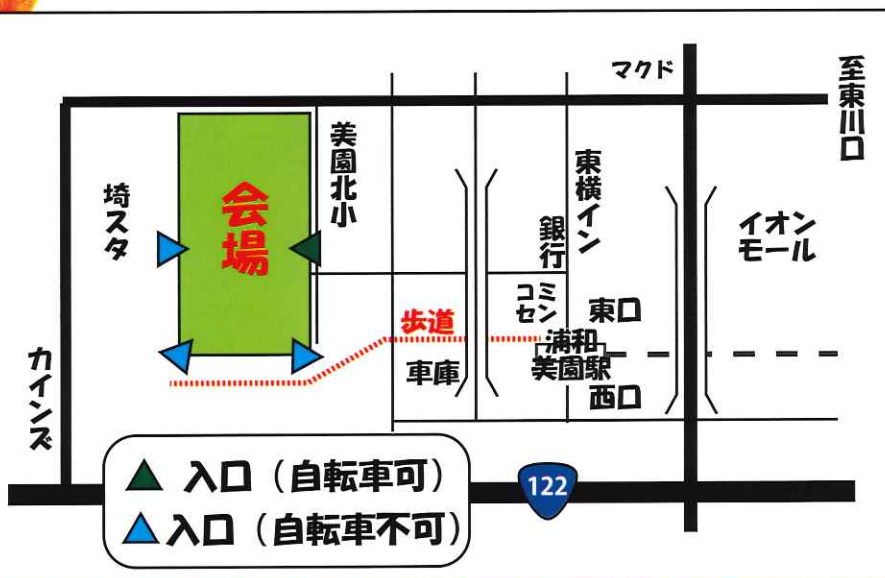 マクド
至東川口
美園北小
埼スタ
会場
東横イン
銀行
イオン
モール
コミ
セン
東口
歩道
浦和
美園駅
車庫
西口
カインズ
入口(自転車可)
入口(自転車不可)
122